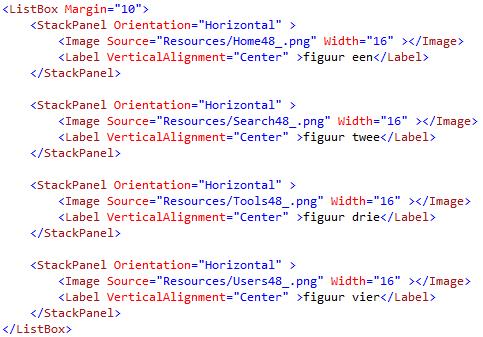 <ListBox Margin="10">
    <StackPanel Orientation="Horizontal" >
        <Image Source="Resources/Home48_.png" Width="16" ></Image>
        <Label VerticalAlignment="Center" >figuur een</Label>
    </StackPanel>

    <StackPanel Orientation="Horizontal" >
        <Image Source="Resources/Search48_.png" Width="16" ></Image>
        <Label VerticalAlignment="Center" >figuur twee</Label>
    </StackPanel>

    <StackPanel Orientation="Horizontal" >
        <Image Source="Resources/Tools48_.png" Width="16" ></Image>
        <Label VerticalAlignment="Center" >figuur drie</Label>
    </StackPanel>

    <StackPanel Orientation="Horizontal" >
        <Image Source="Resources/Users48_.png" Width="16" ></Image>
        <Label VerticalAlignment="Center" >figuur vier</Label>
    </StackPanel>
</ListBox>